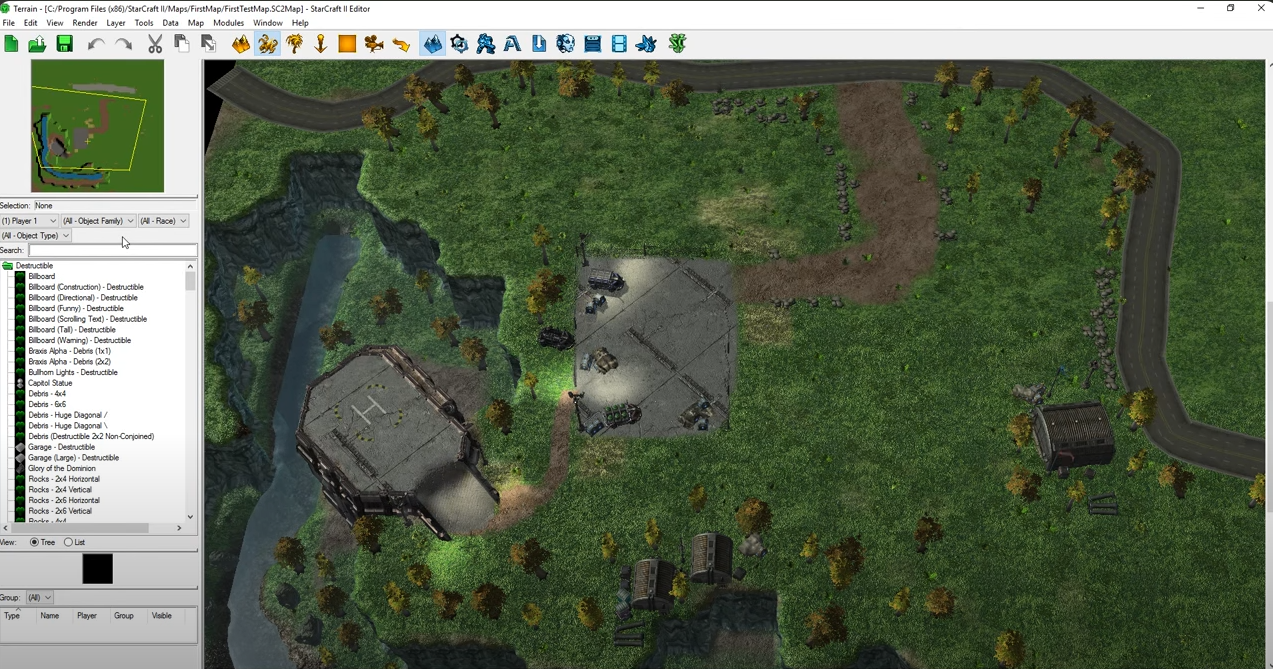 Terrain - [C:/Program Files (x86)/StarCraft II/Maps/FirstMap/FirstTestMap.SC2Map] - StarCraft II Editor
File Edit View Render Layer Tools Data Map Modules Window Help
Selection: None
(1) Player 1 (All - Object Family) (All - Race)
(All - Object Type)
Search:
Destructible
Billboard
Billboard (Construction) - Destructible
Billboard (Directional) - Destructible
Billboard (Funny) - Destructible
Billboard (Scrolling Text) - Destructible
Billboard (Tall) - Destructible
Billboard (Warning) - Destructible
Braxis Alpha - Debris (1x1)
Braxis Alpha - Debris (2x2)
Bullhorn Lights - Destructible
Capitol Statue
Debris - 4x4
Debris - 6x6
Debris - Huge Diagonal /
Debris - Huge Diagonal \
Debris (Destructible 2x2 Non-Conjoined)
Garage - Destructible
Garage (Large) - Destructible
Glory of the Dominion
Rocks - 2x4 Horizontal
Rocks - 2x4 Vertical
Rocks - 2x6 Horizontal
Rocks - 2x6 Vertical
Rocks - 4x4
View: Tree List
Group: (All)
Type Name Player Group Visible
H